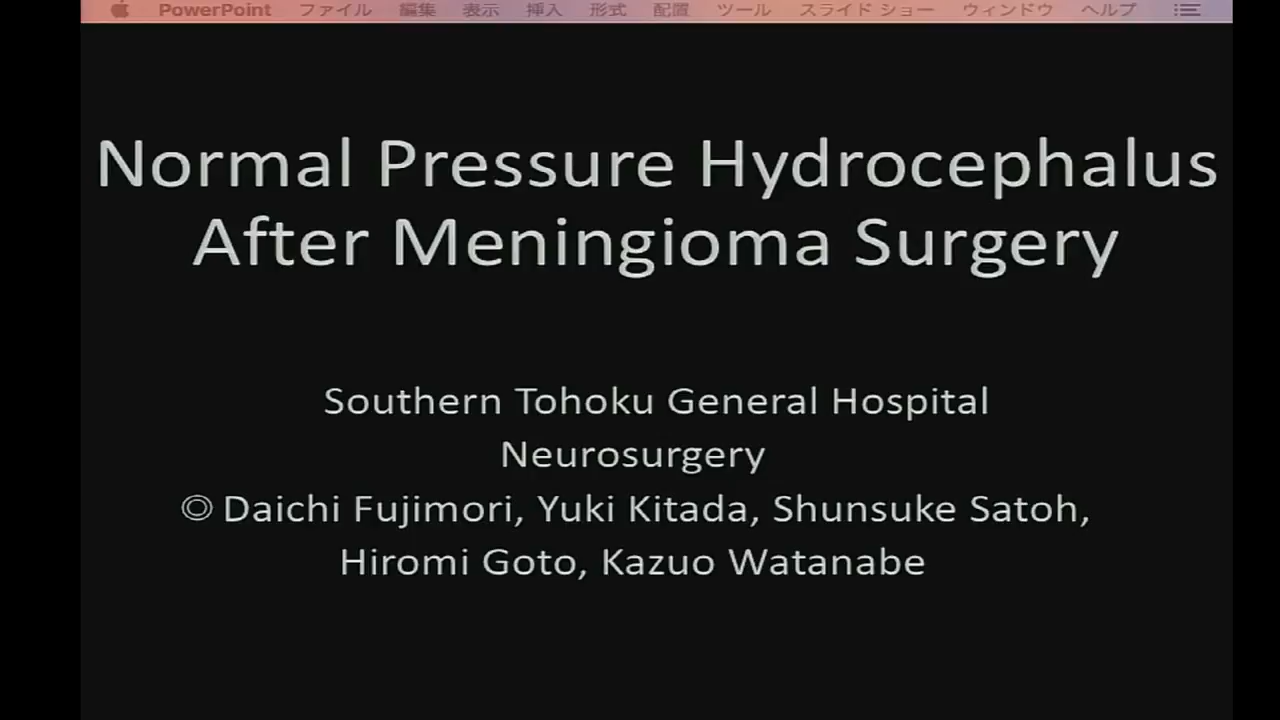 PowerPoint ファイル 編集 表示 挿入 形式 配置 ツール スライド ショー ウィンドウ ヘルプ
Normal Pressure Hydrocephalus
After Meningioma Surgery
Southern Tohoku General Hospital
Neurosurgery
◎Daichi Fujimori, Yuki Kitada, Shunsuke Satoh,
Hiromi Goto, Kazuo Watanabe